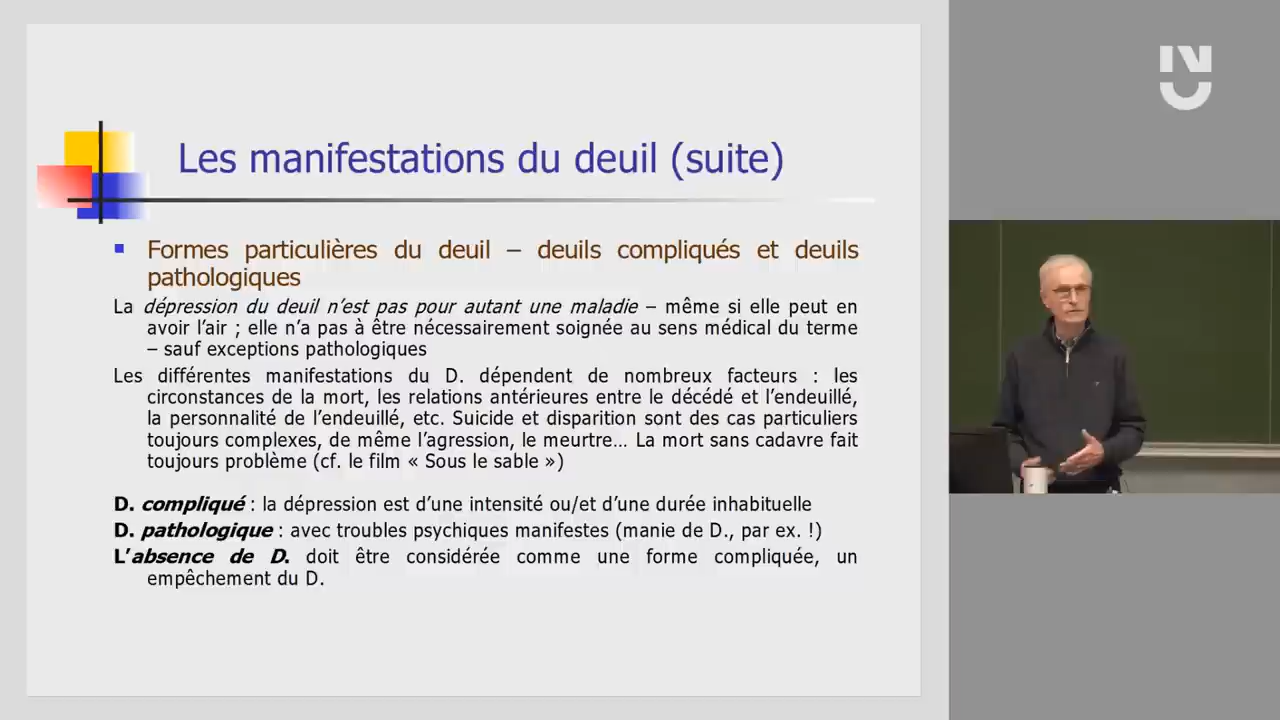 Les manifestations du deuil (suite)
Formes particulières du deuil – deuils compliqués et deuils
pathologiques
La dépression du deuil n’est pas pour autant une maladie – même si elle peut en
avoir l’air ; elle n’a pas à être nécessairement soignée au sens médical du terme
– sauf exceptions pathologiques
Les différentes manifestations du D. dépendent de nombreux facteurs : les
circonstances de la mort, les relations antérieures entre le décédé et l’endeuillé,
la personnalité de l’endeuillé, etc. Suicide et disparition sont des cas particuliers
toujours complexes, de même l’agression, le meurtre… La mort sans cadavre fait
toujours problème (cf. le film « Sous le sable »)
D. compliqué : la dépression est d’une intensité ou/et d’une durée inhabituelle
D. pathologique : avec troubles psychiques manifestes (manie de D., par ex. !)
L’absence de D. doit être considérée comme une forme compliquée, un
empêchement du D.